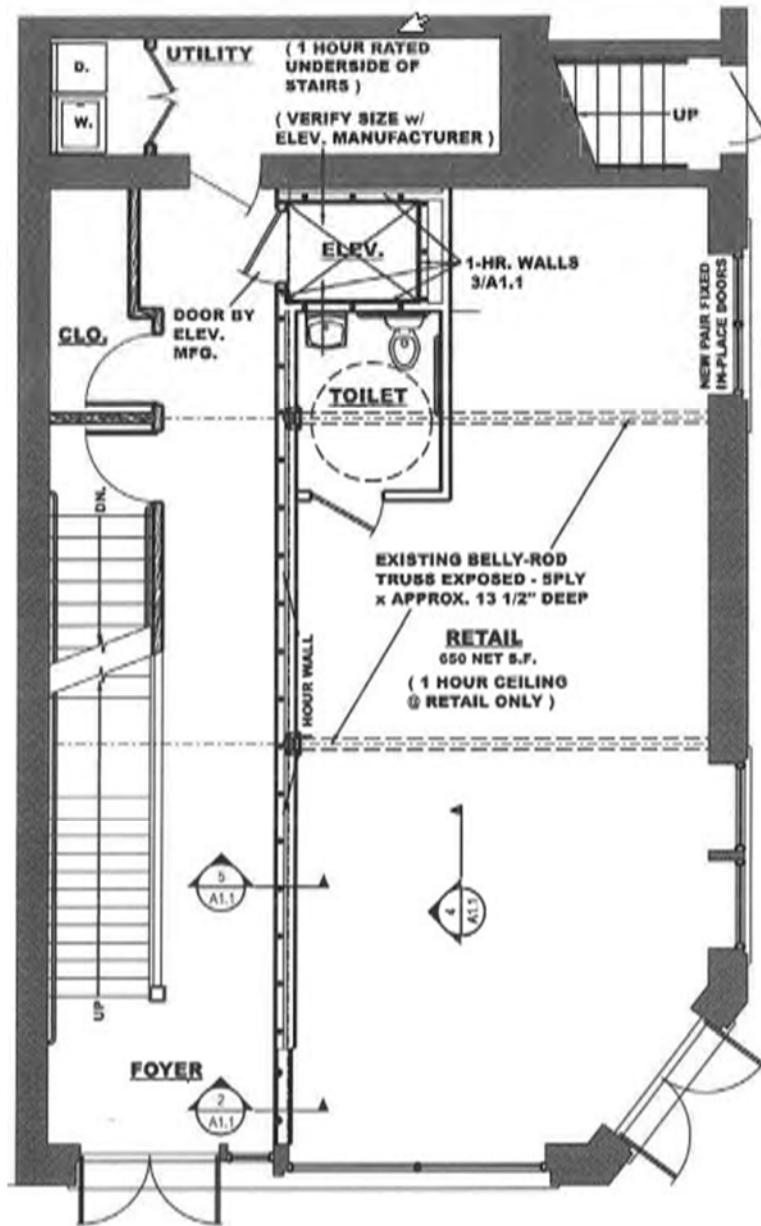 D.
W.
UTILITY
( 1 HOUR RATED
UNDERSIDE OF
STAIRS )
( VERIFY SIZE w/
ELEV. MANUFACTURER )
UP
ELEV.
1-HR. WALLS
3/A1.1
DOOR BY
ELEV.
MFG.
CLO.
NEW PAIR FIXED
IN-PLACE DOORS
TOILET
DN.
EXISTING BELLY-ROD
TRUSS EXPOSED - 5PLY
x APPROX. 13 1/2" DEEP
RETAIL
650 NET S.F.
( 1 HOUR CEILING
@ RETAIL ONLY )
1 HOUR WALL
5
A1.1
4
A1.1
UP
FOYER
2
A1.1